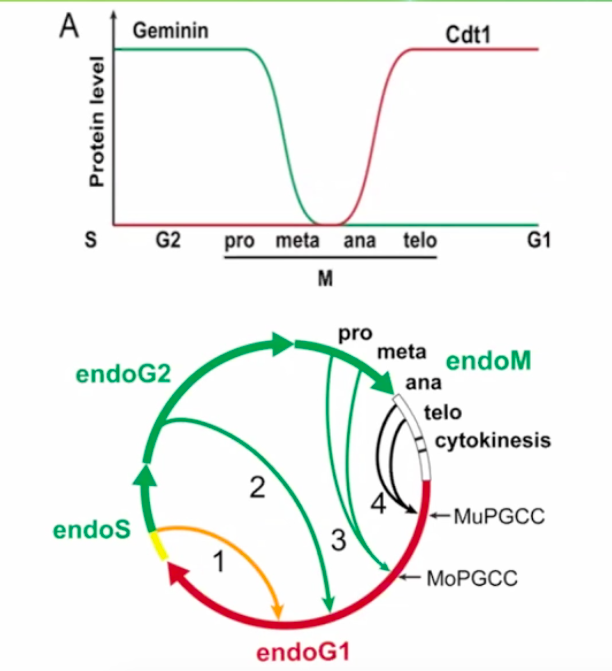 A
Geminin
Cdt1
Protein level
S G2 pro meta ana telo G1
M
pro
meta
endoM
endoG2
ana
telo
cytokinesis
2
4
MuPGCC
endoS
3
1
MoPGCC
endoG1